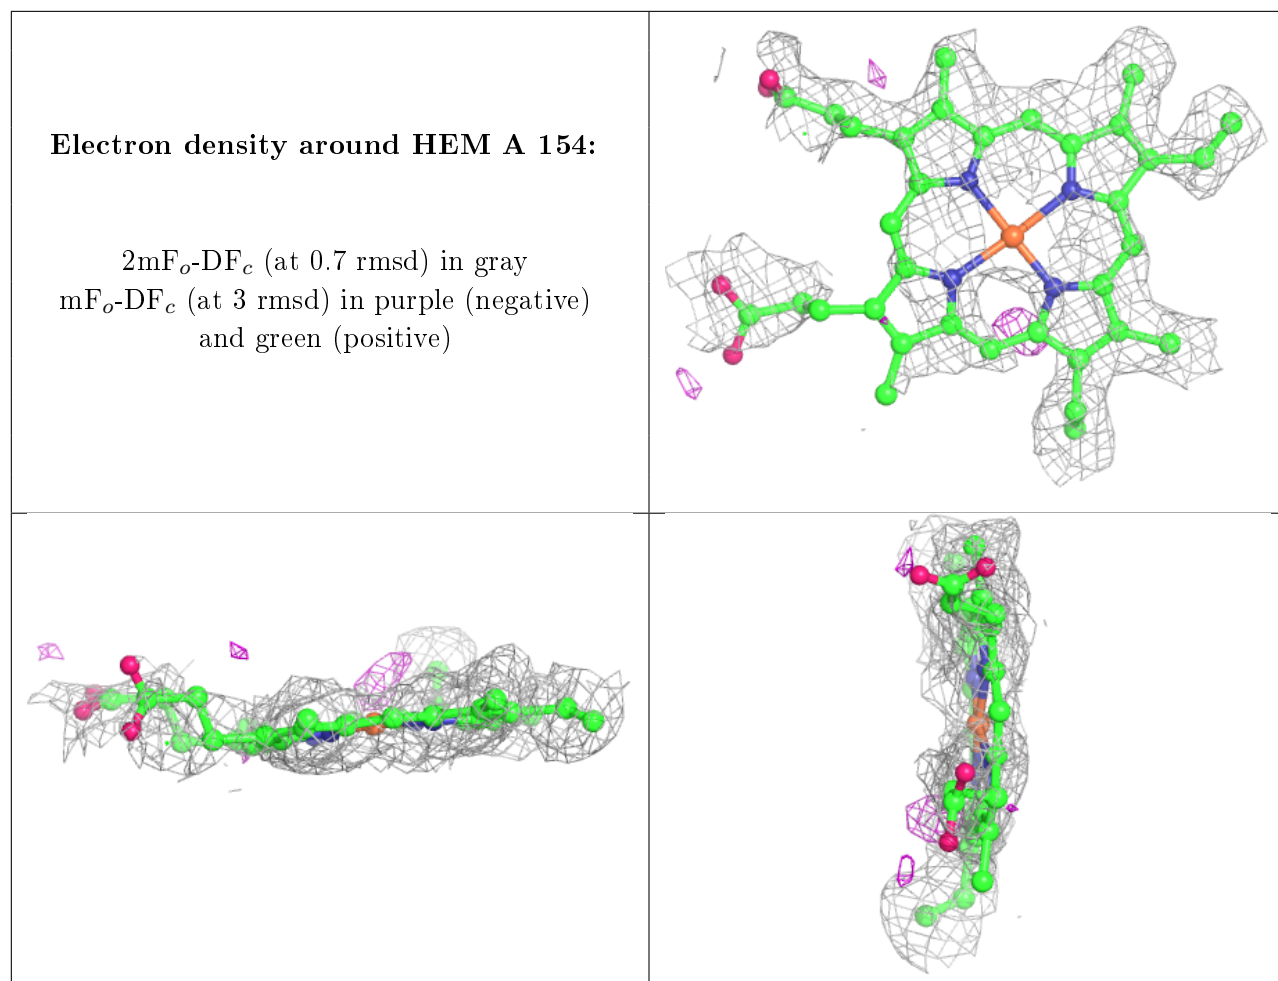 Electron density around HEM A 154:
2mFₒ-DF𝒸 (at 0.7 rmsd) in gray
mFₒ-DF𝒸 (at 3 rmsd) in purple (negative)
and green (positive)